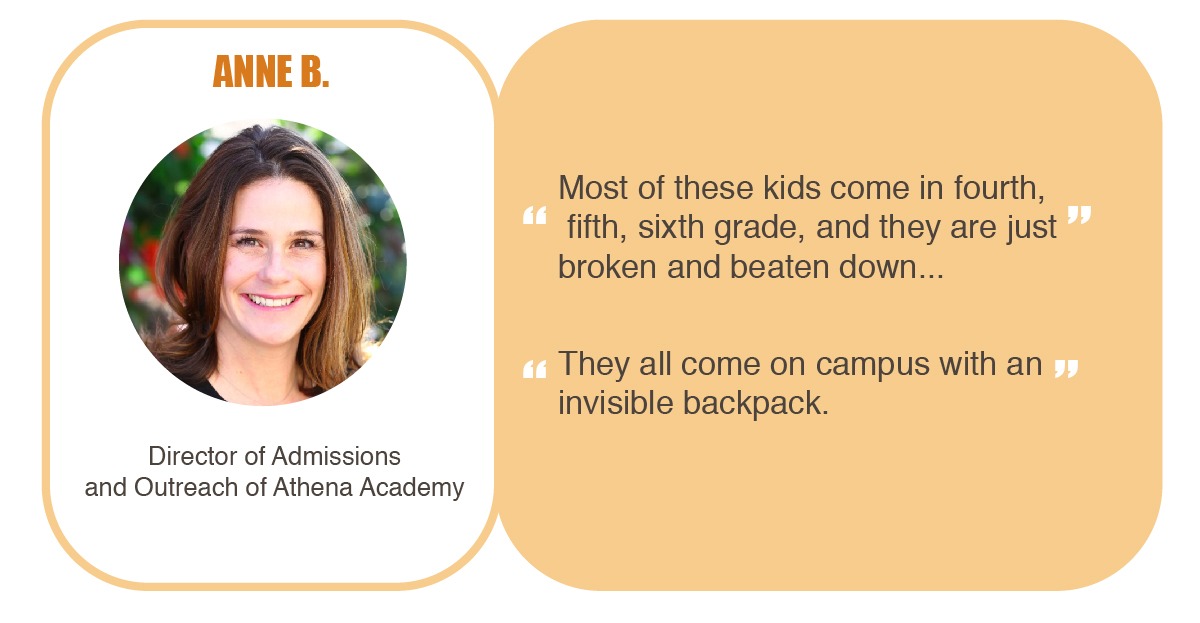 ANNE B.
Director of Admissions
and Outreach of Athena Academy
“ Most of these kids come in fourth,
fifth, sixth grade, and they are just ”
broken and beaten down...
“ They all come on campus with an ”
invisible backpack.